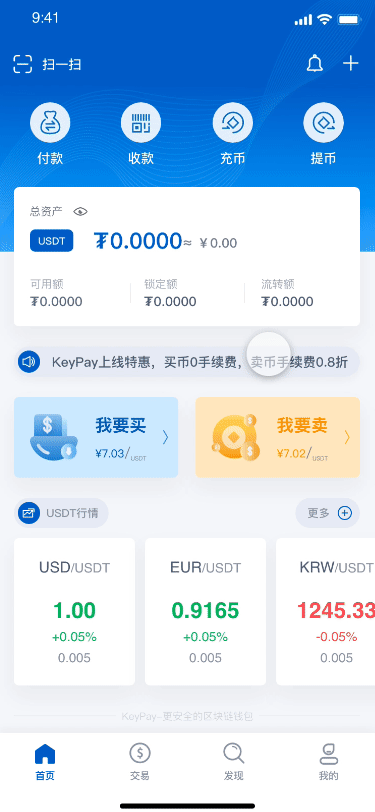 9:41
扫一扫
付款 收款 充币 提币
总资产
USDT ₮0.0000≈ ¥0.00
可用额 锁定额 流转额
₮0.0000 ₮0.0000 ₮0.0000
KeyPay上线特惠，买币0手续费，卖币手续费0.8折
我要买 我要卖
¥7.03/USDT ¥7.02/USDT
USDT行情 更多
USD/USDT EUR/USDT KRW/USDT
1.00 0.9165 1245.33
+0.05% +0.05% -0.05%
0.005 0.005 0.005
KeyPay-更安全的区块链钱包
首页 交易 发现 我的